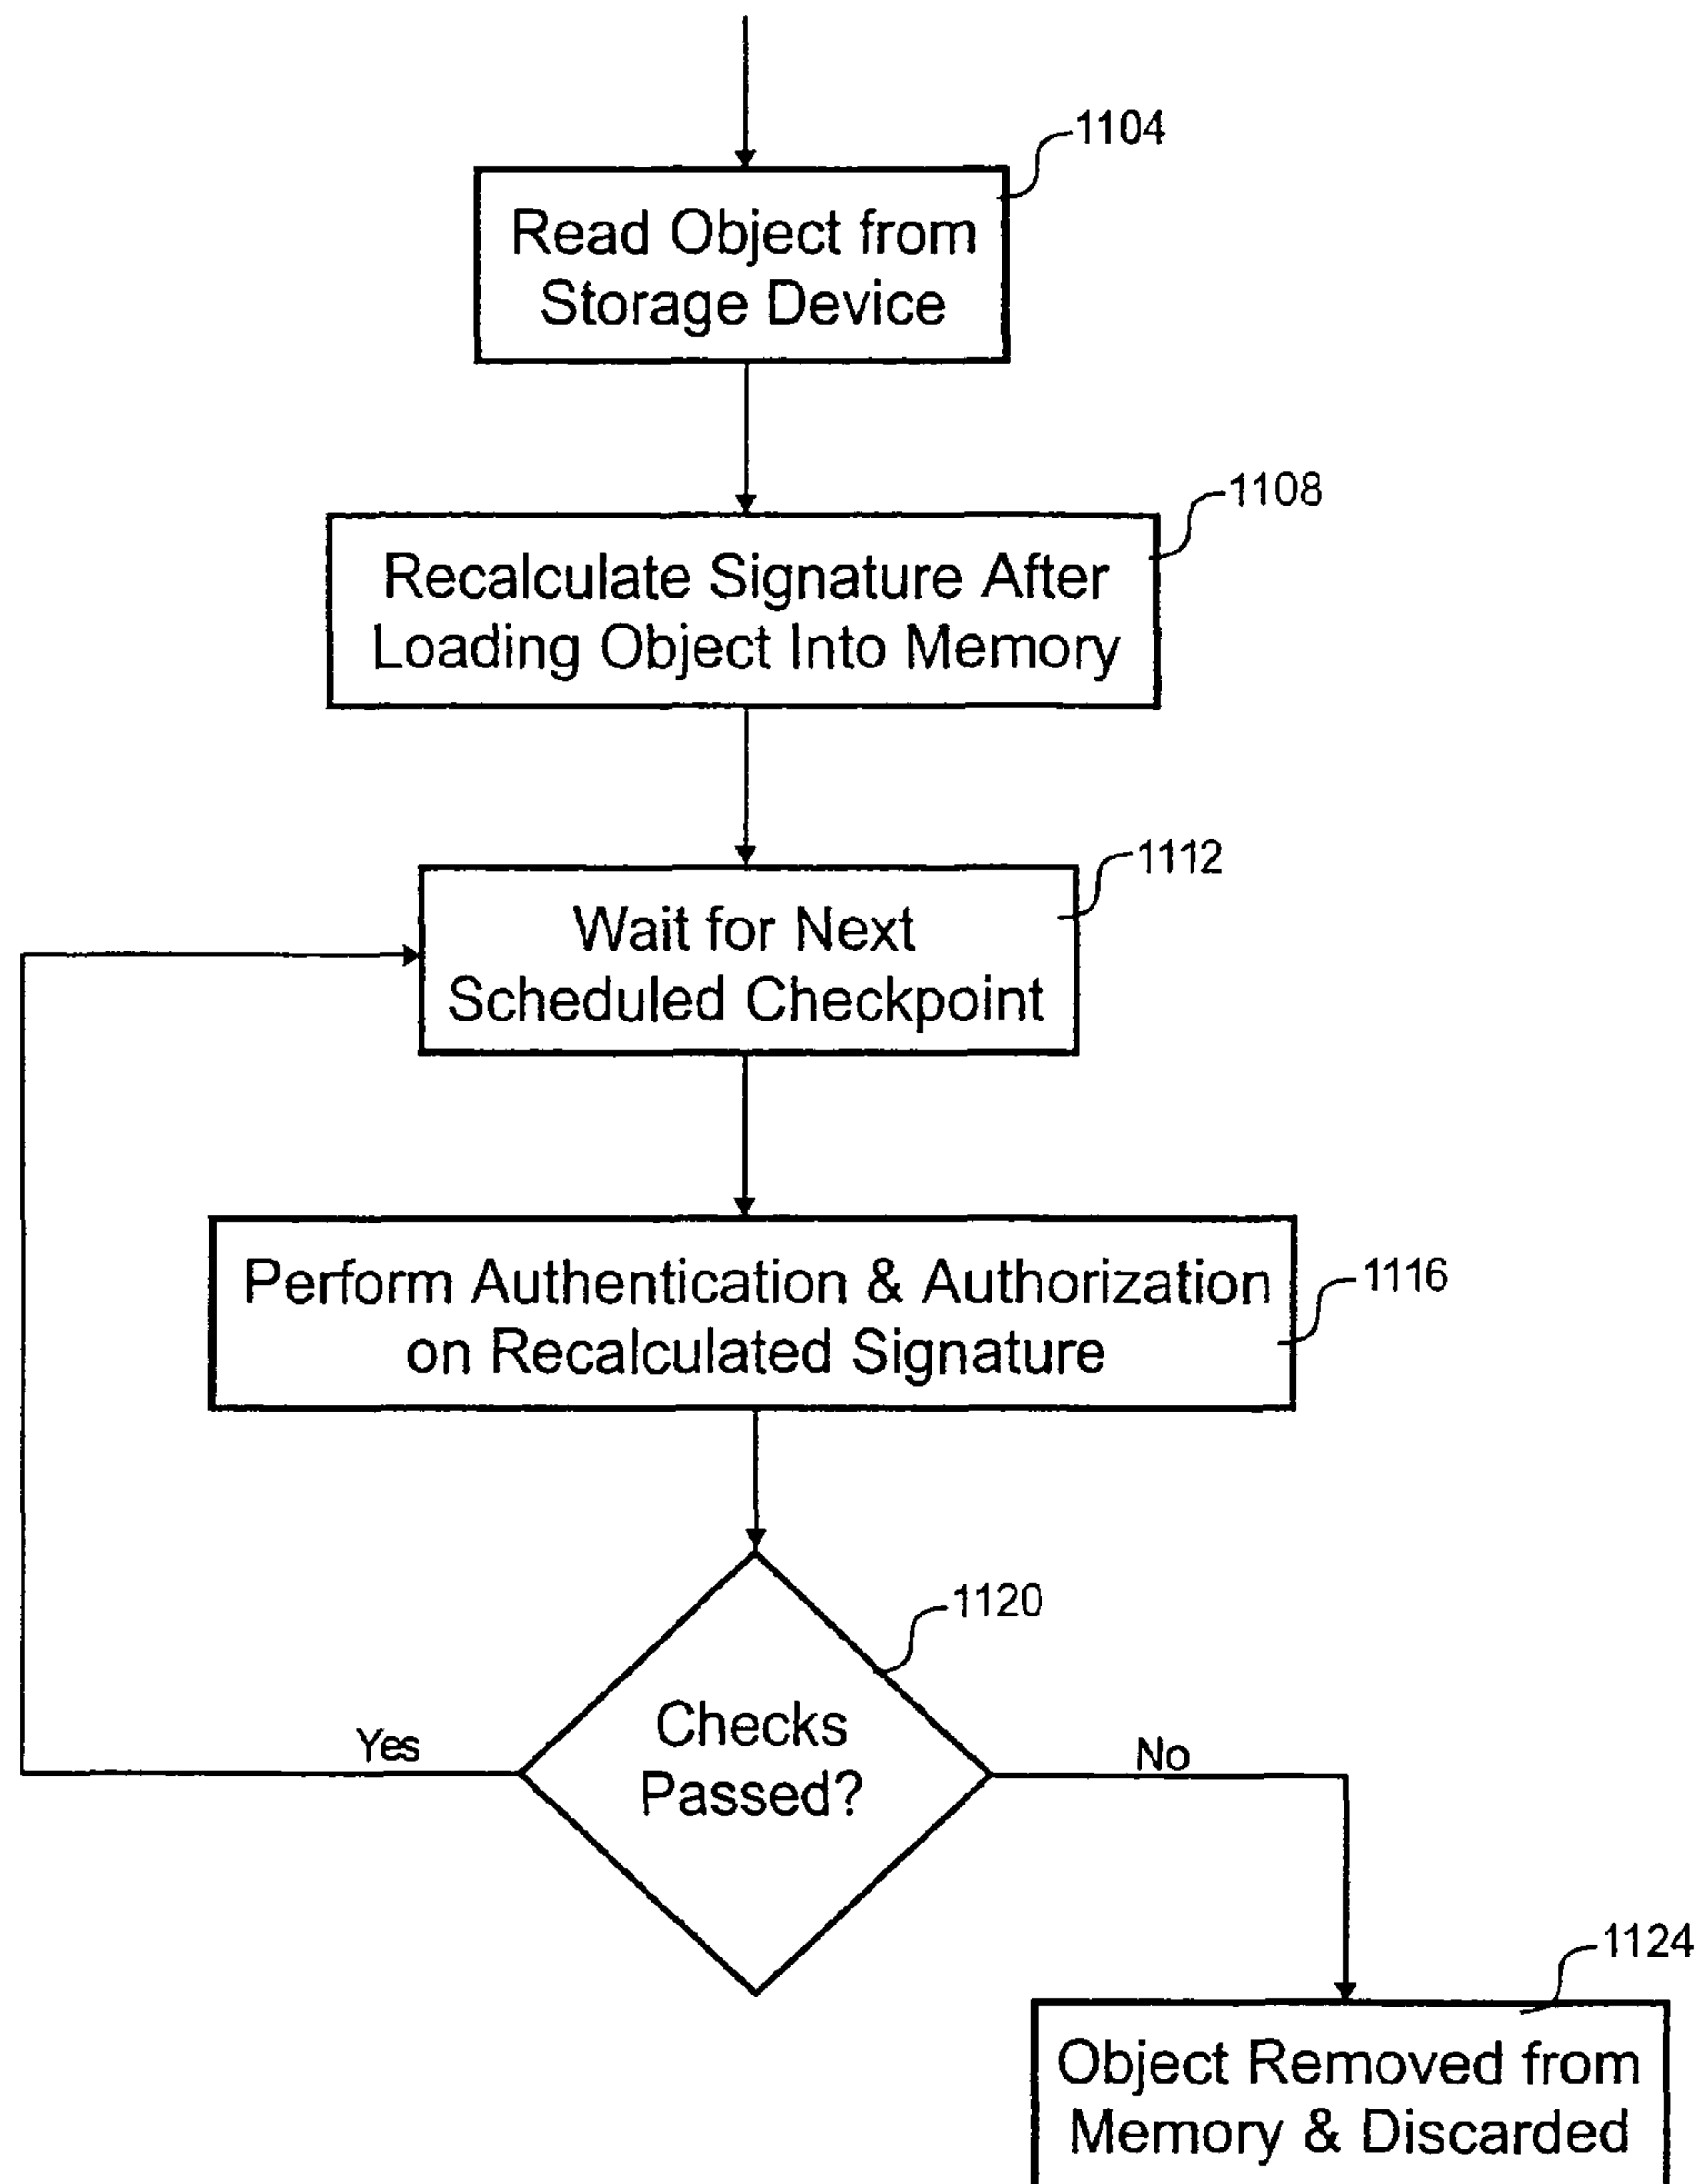 1104
Read Object from
Storage Device
1108
Recalculate Signature After
Loading Object Into Memory
1112
Wait for Next
Scheduled Checkpoint
Perform Authentication & Authorization
on Recalculated Signature
1116
1120
Checks
Passed?
Yes
No
1124
Object Removed from
Memory & Discarded